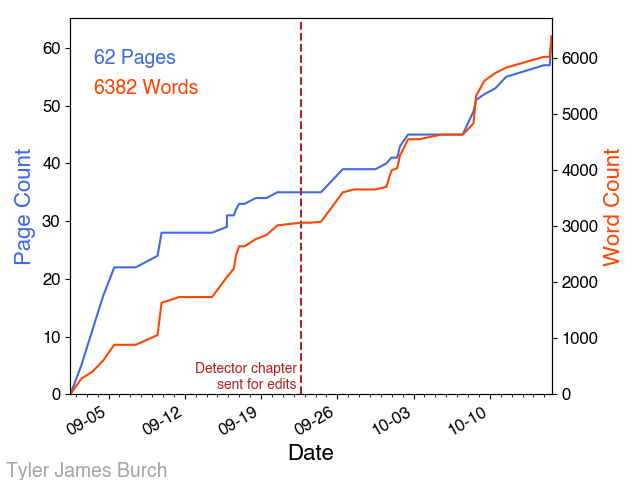 62 Pages
6382 Words
Page Count
Word Count
60
50
40
30
20
10
0
6000
5000
4000
3000
2000
1000
0
Detector chapter
sent for edits
09-05
09-12
09-19
09-26
10-03
10-10
Date
Tyler James Burch